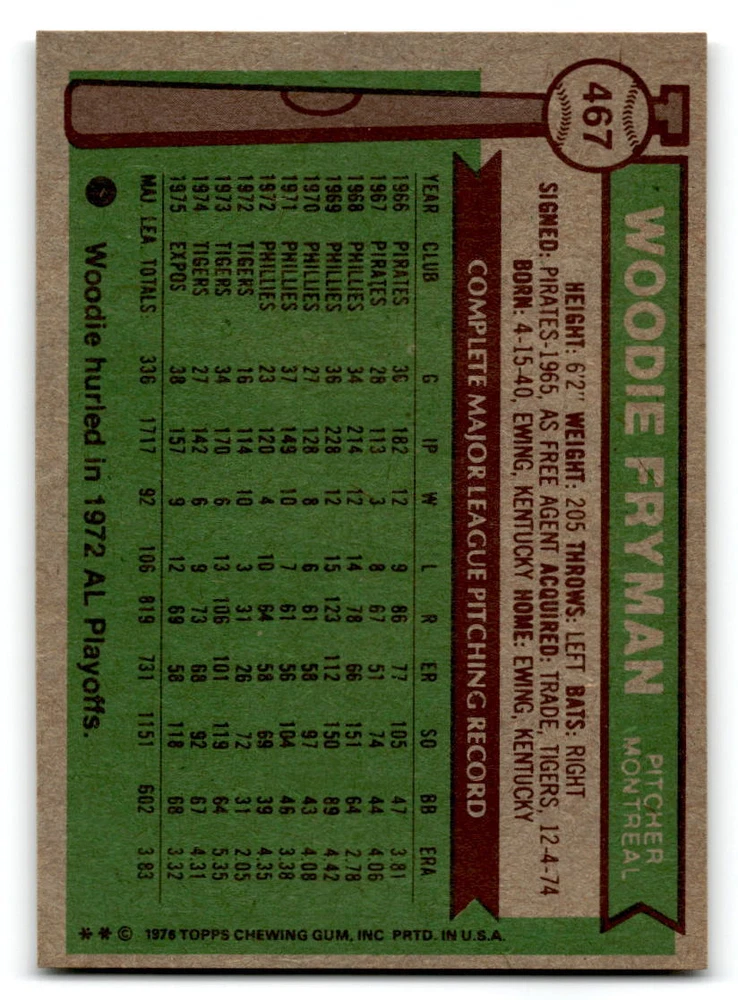 467
WOODIE FRYMAN
PITCHER
MONTREAL
HEIGHT: 6'2" WEIGHT: 205 THROWS: LEFT BATS: RIGHT
SIGNED: PIRATES-1965, AS FREE AGENT ACQUIRED: TRADE, TIGERS, 12-4-74
BORN: 4-15-40, EWING, KENTUCKY HOME: EWING, KENTUCKY
COMPLETE MAJOR LEAGUE PITCHING RECORD
YEAR CLUB G IP W L R ER SO BB ERA
1966 PIRATES 36 182 12 9 86 77 105 47 3.81
1967 PIRATES 28 113 3 8 67 51 74 44 4.06
1968 PHILLIES 34 214 12 14 78 66 151 64 2.78
1969 PHILLIES 36 228 12 15 123 112 150 89 4.42
1970 PHILLIES 27 128 8 6 61 58 97 43 4.08
1971 PHILLIES 37 149 10 7 61 56 104 46 3.38
1972 PHILLIES 23 120 4 10 64 58 69 39 4.35
1972 TIGERS 16 114 10 3 31 26 72 31 2.05
1973 TIGERS 34 170 6 13 106 101 119 64 5.35
1974 TIGERS 27 142 6 9 73 68 92 67 4.31
1975 EXPOS 38 157 9 12 69 58 118 68 3.32
MAJ. LEA. TOTALS 336 1717 92 106 819 731 1151 602 3.83
Woodie hurled in 1972 AL Playoffs.
** © 1976 TOPPS CHEWING GUM, INC PRTD. IN U.S.A.